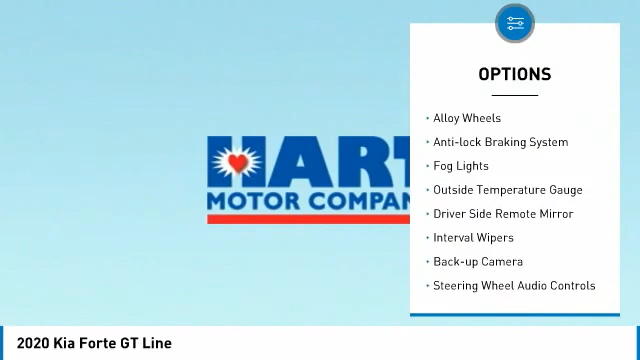 HART
MOTOR COMPAN
OPTIONS
Alloy Wheels
Anti-lock Braking System
Fog Lights
Outside Temperature Gauge
Driver Side Remote Mirror
Interval Wipers
Back-up Camera
Steering Wheel Audio Controls
2020 Kia Forte GT Line